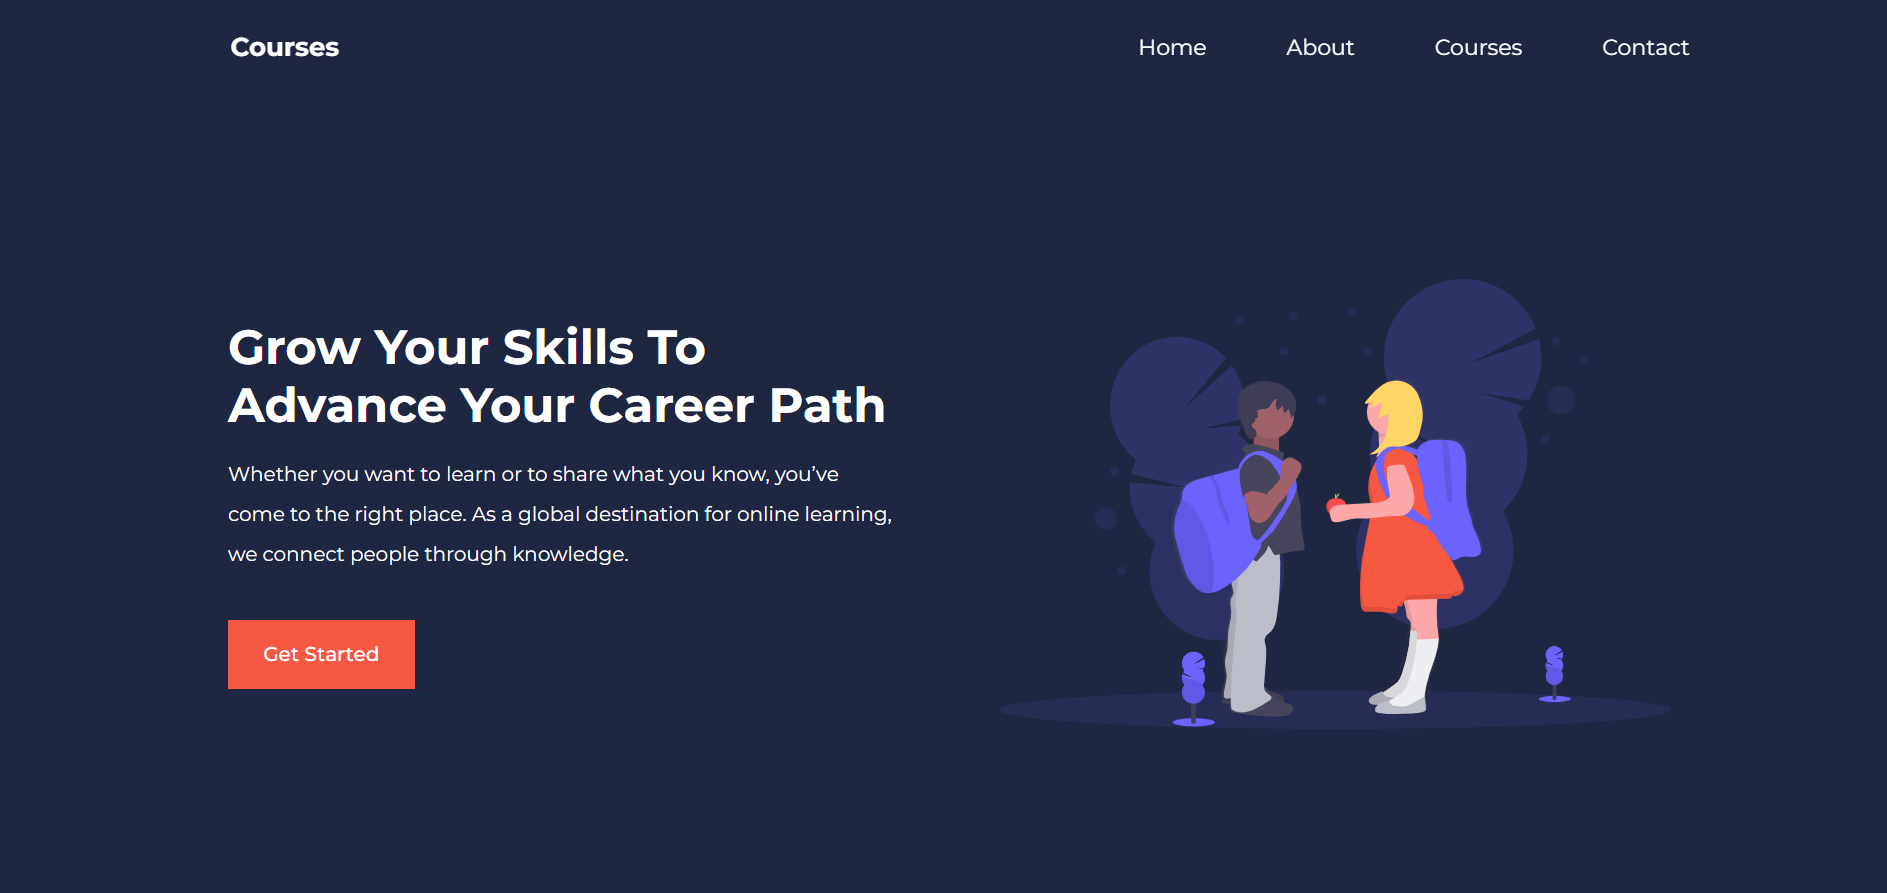 Courses
Home About Courses Contact
Grow Your Skills To
Advance Your Career Path
Whether you want to learn or to share what you know, you’ve
come to the right place. As a global destination for online learning,
we connect people through knowledge.
Get Started